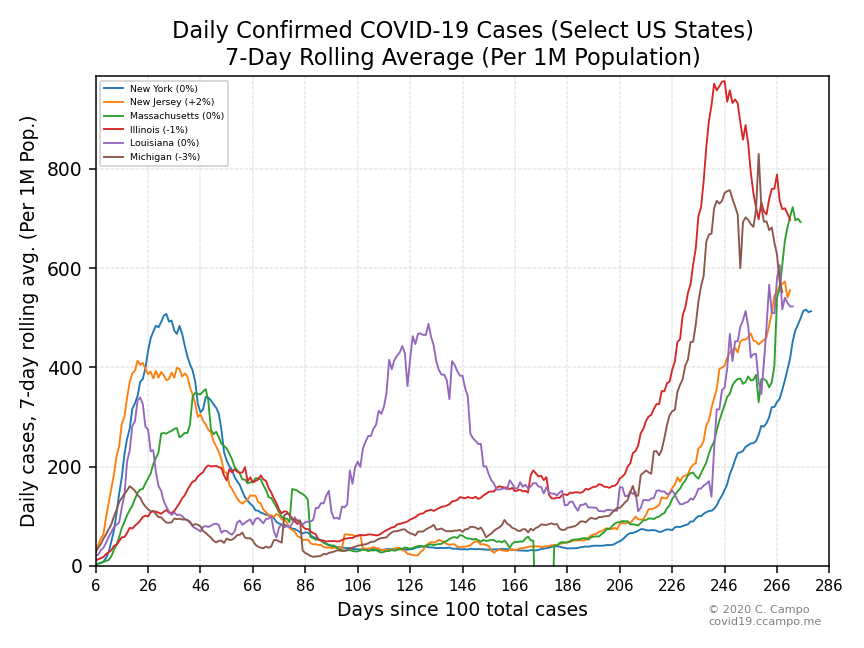 Daily Confirmed COVID-19 Cases (Select US States)
7-Day Rolling Average (Per 1M Population)
New York (0%)
New Jersey (+2%)
Massachusetts (0%)
Illinois (-1%)
Louisiana (0%)
Michigan (-3%)
Daily cases, 7-day rolling avg. (Per 1M Pop.)
800
600
400
200
0
6 26 46 66 86 106 126 146 166 186 206 226 246 266 286
Days since 100 total cases
© 2020 C. Campo
covid19.ccampo.me